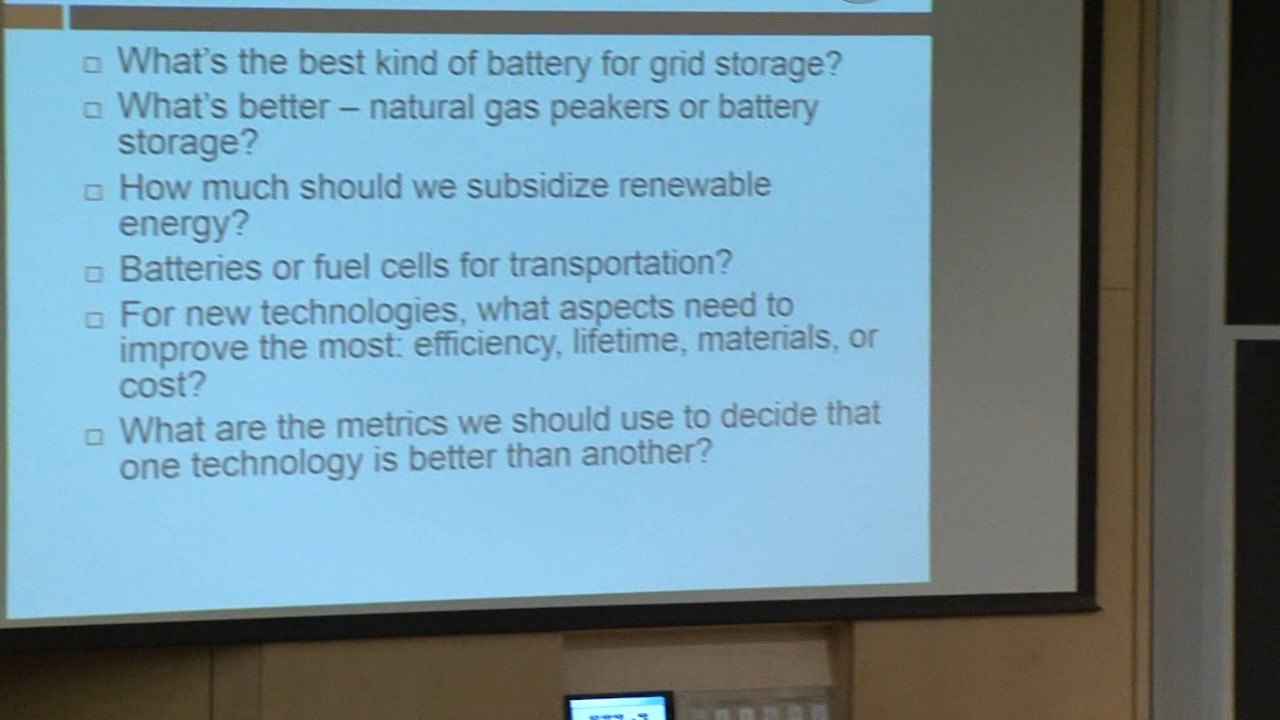 □ What's the best kind of battery for grid storage?
□ What's better – natural gas peakers or battery
storage?
□ How much should we subsidize renewable
energy?
□ Batteries or fuel cells for transportation?
□ For new technologies, what aspects need to
improve the most: efficiency, lifetime, materials, or
cost?
□ What are the metrics we should use to decide that
one technology is better than another?